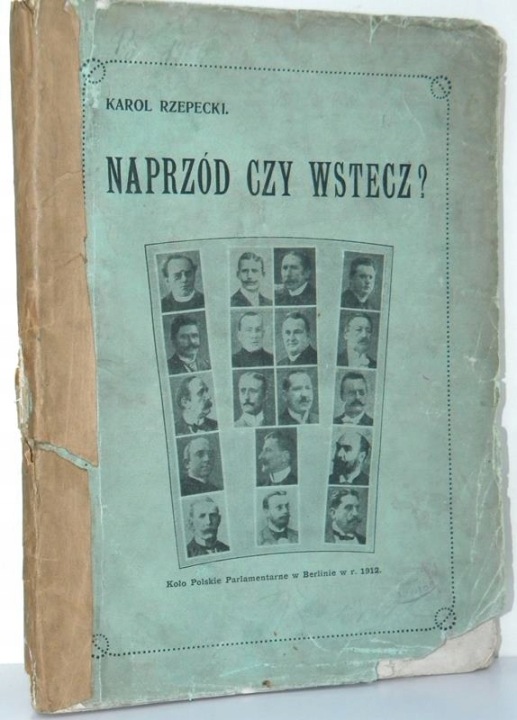 KAROL RZEPECKI.
NAPRZÓD CZY WSTECZ?
Koło Polskie Parlamentarne w Berlinie w r. 1912.